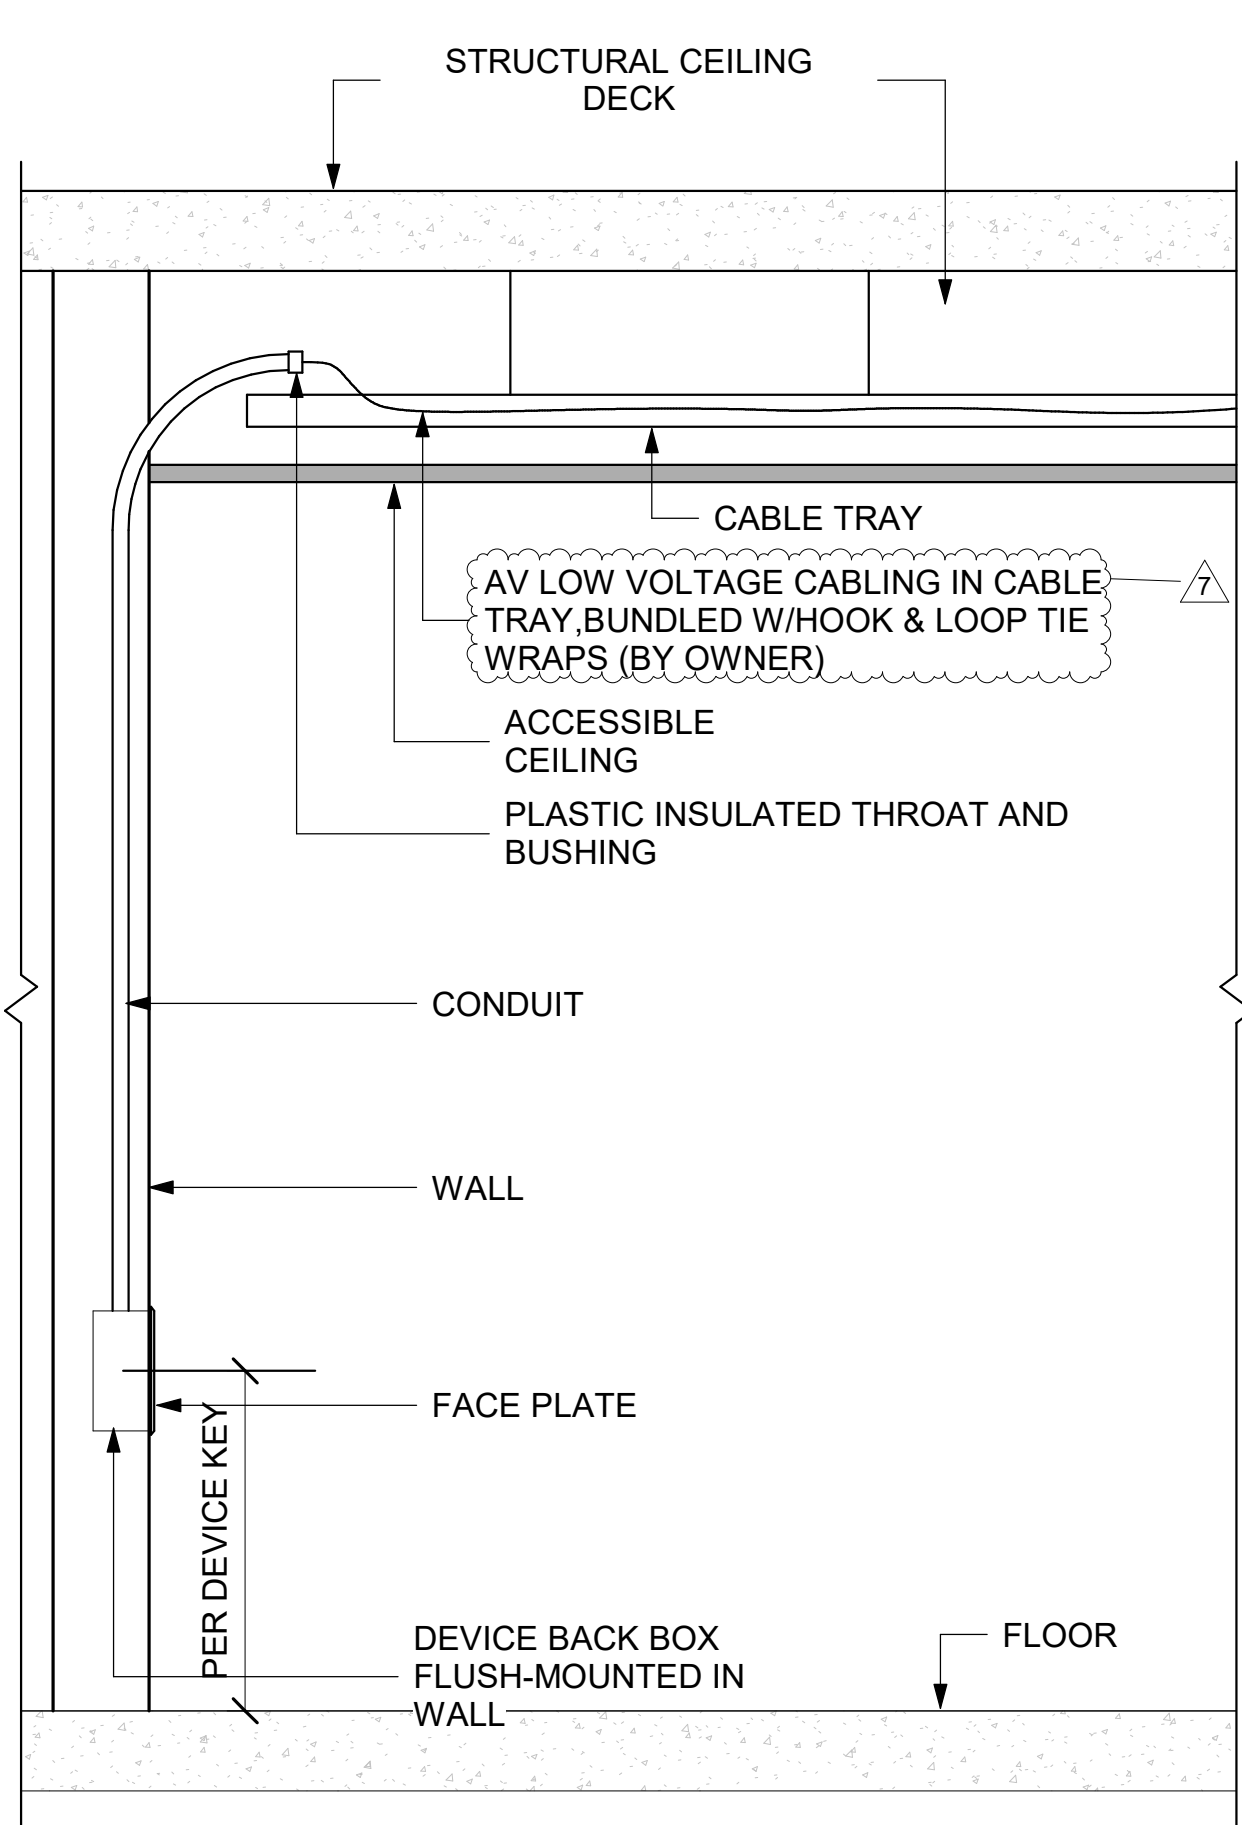 STRUCTURAL CEILING
DECK
CABLE TRAY
AV LOW VOLTAGE CABLING IN CABLE
TRAY,BUNDLED W/HOOK & LOOP TIE
WRAPS (BY OWNER)
7
ACCESSIBLE
CEILING
PLASTIC INSULATED THROAT AND
BUSHING
CONDUIT
WALL
FACE PLATE
PER DEVICE KEY
DEVICE BACK BOX
FLUSH-MOUNTED IN
WALL
FLOOR